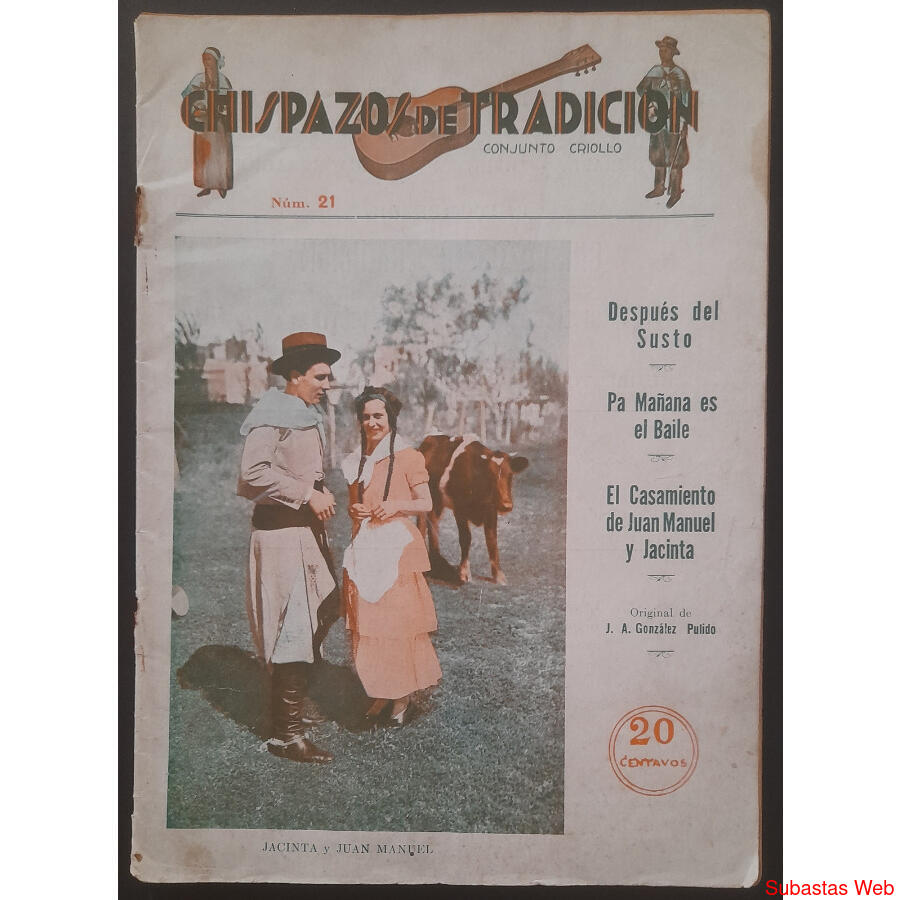 CHISPAZOS DE TRADICION
CONJUNTO CRIOLLO
Núm. 21
Después del
Susto
Pa Mañana es
el Baile
El Casamiento
de Juan Manuel
y Jacinta
Original de
J. A. González Pulido
20
CENTAVOS
JACINTA y JUAN MANUEL
Subastas Web